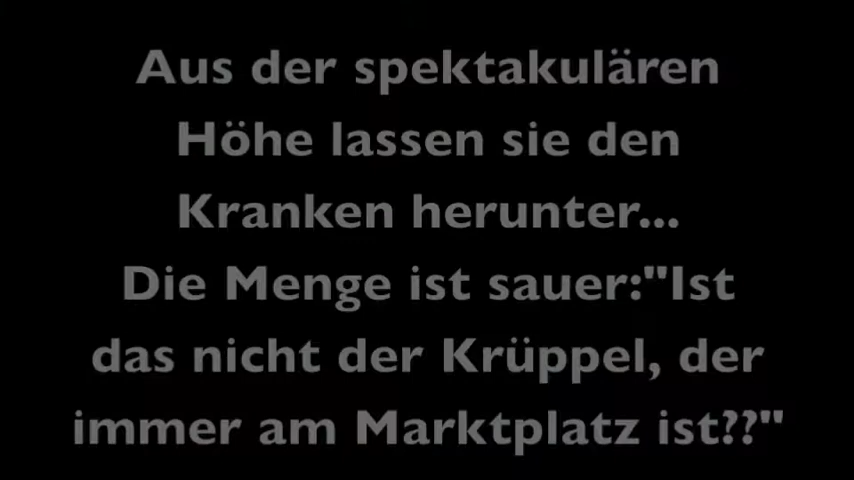 Aus der spektakulären
Höhe lassen sie den
Kranken herunter...
Die Menge ist sauer:"Ist
das nicht der Krüppel, der
immer am Marktplatz ist??"